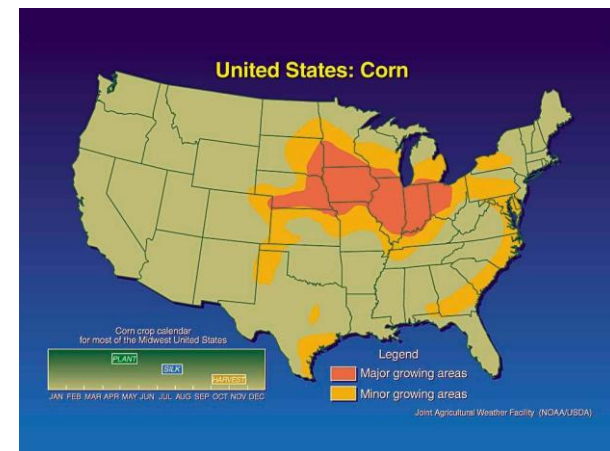 United States: Corn
Corn crop calendar
for most of the Midwest United States
PLANT
SILK
HARVEST
JAN FEB MAR APR MAY JUN JUL AUG SEP OCT NOV DEC
Legend
Major growing areas
Minor growing areas
Joint Agricultural Weather Facility (NOAA/USDA)